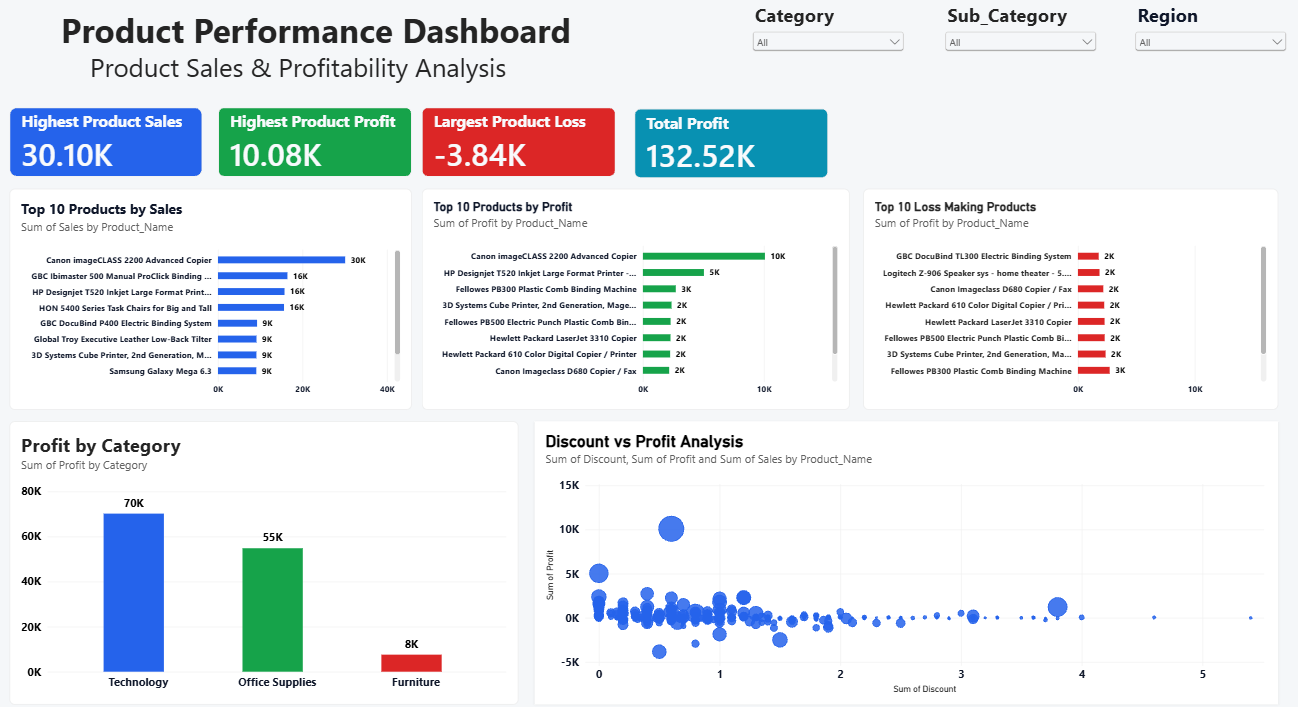 Product Performance Dashboard
Product Sales & Profitability Analysis
Category
Sub_Category
Region
All
All
All
Highest Product Sales
30.10K
Highest Product Profit
10.08K
Largest Product Loss
-3.84K
Total Profit
132.52K
Top 10 Products by Sales
Sum of Sales by Product_Name
Canon imageCLASS 2200 Advanced Copier 30K
GBC Ibimaster 500 Manual ProClick Binding ... 16K
HP Designjet T520 Inkjet Large Format Print... 16K
HON 5400 Series Task Chairs for Big and Tall 16K
GBC DocuBind P400 Electric Binding System 9K
Global Troy Executive Leather Low-Back Tilter 9K
3D Systems Cube Printer, 2nd Generation, M... 9K
Samsung Galaxy Mega 6.3 9K
0K 20K 40K
Top 10 Products by Profit
Sum of Profit by Product_Name
Canon imageCLASS 2200 Advanced Copier 10K
HP Designjet T520 Inkjet Large Format Printer -... 5K
Fellowes PB300 Plastic Comb Binding Machine 3K
3D Systems Cube Printer, 2nd Generation, Mage... 2K
Fellowes PB500 Electric Punch Plastic Comb Bin... 2K
Hewlett Packard LaserJet 3310 Copier 2K
Hewlett Packard 610 Color Digital Copier / Printer 2K
Canon Imageclass D680 Copier / Fax 2K
0K 10K
Top 10 Loss Making Products
Sum of Profit by Product_Name
GBC DocuBind TL300 Electric Binding System 2K
Logitech Z-906 Speaker sys - home theater - 5.... 2K
Canon Imageclass D680 Copier / Fax 2K
Hewlett Packard 610 Color Digital Copier / Pri... 2K
Hewlett Packard LaserJet 3310 Copier 2K
Fellowes PB500 Electric Punch Plastic Comb Bi... 2K
3D Systems Cube Printer, 2nd Generation, Ma... 2K
Fellowes PB300 Plastic Comb Binding Machine 3K
0K 10K
Profit by Category
Sum of Profit by Category
80K
60K
40K
20K
0K
70K
55K
8K
Technology
Office Supplies
Furniture
Discount vs Profit Analysis
Sum of Discount, Sum of Profit and Sum of Sales by Product_Name
Sum of Profit
15K
10K
5K
0K
-5K
0 1 2 3 4 5
Sum of Discount